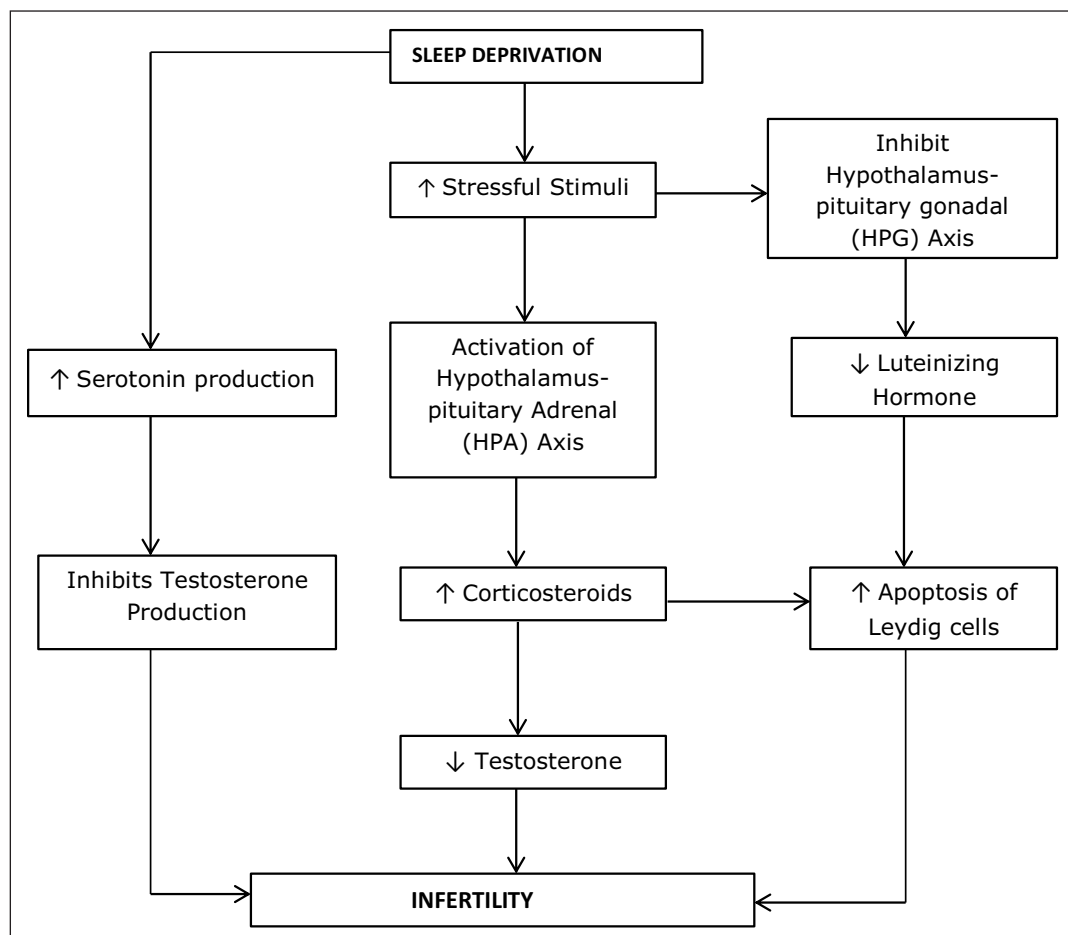 SLEEP DEPRIVATION
↑ Stressful Stimuli
Inhibit
Hypothalamus-
pituitary gonadal
(HPG) Axis
↑ Serotonin production
Activation of
Hypothalamus-
pituitary Adrenal
(HPA) Axis
↓ Luteinizing
Hormone
Inhibits Testosterone
Production
↑ Corticosteroids
↑ Apoptosis of
Leydig cells
↓ Testosterone
INFERTILITY